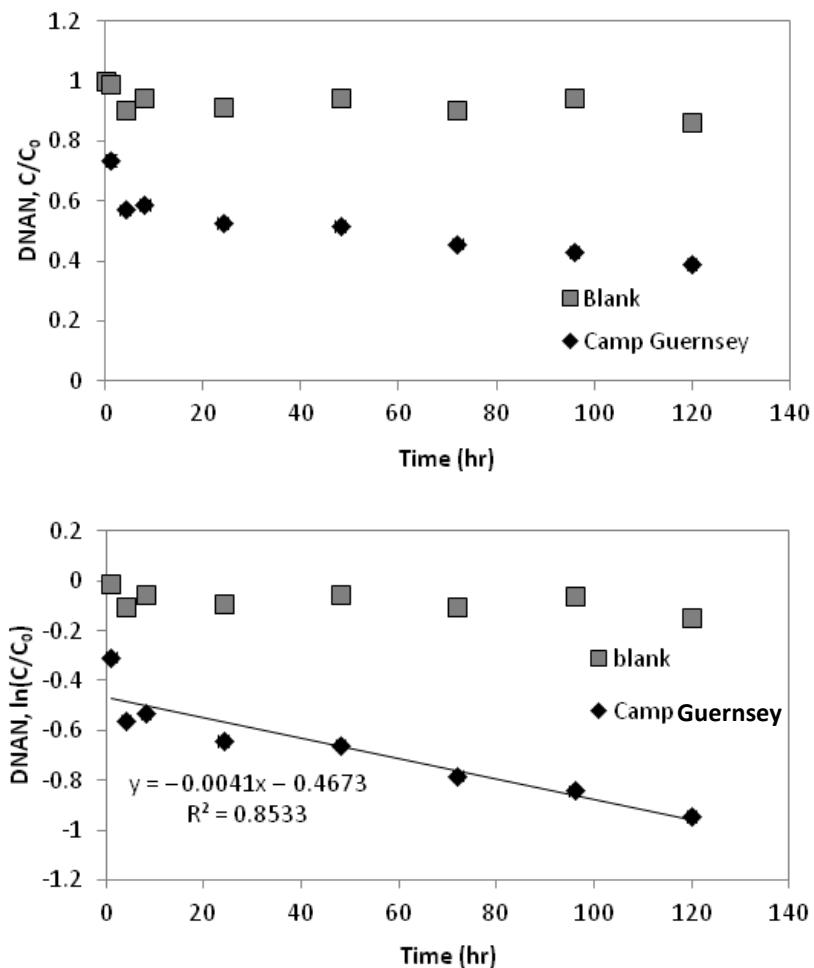 1.2
1
0.8
0.6
0.4
0.2
0
DNAN, C/C₀
Blank
Camp Guernsey
0 20 40 60 80 100 120 140
Time (hr)
0.2
0
-0.2
-0.4
-0.6
-0.8
-1
-1.2
DNAN, ln(C/C₀)
blank
Camp Guernsey
y = −0.0041x − 0.4673
R² = 0.8533
0 20 40 60 80 100 120 140
Time (hr)